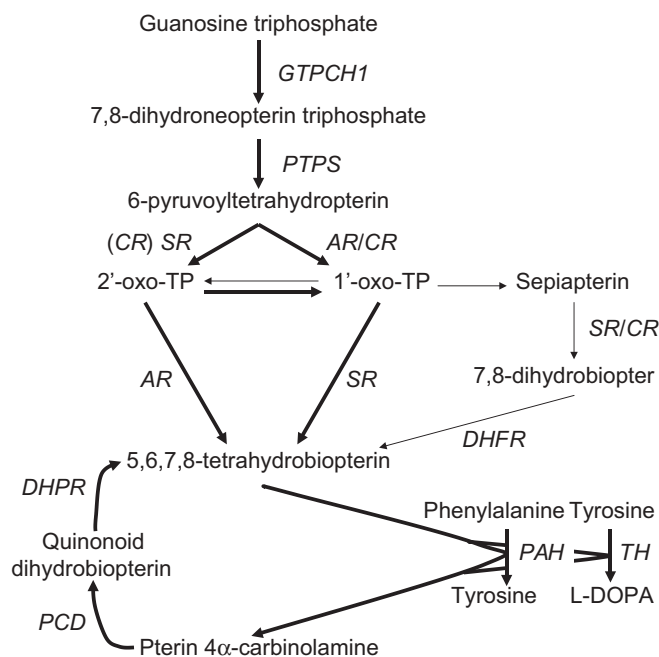 Guanosine triphosphate
GTPCH1
7,8-dihydroneopterin triphosphate
PTPS
6-pyruvoyltetrahydropterin
(CR) SR
AR/CR
2'-oxo-TP
1'-oxo-TP
Sepiapterin
SR/CR
7,8-dihydrobiopter
AR
SR
DHFR
5,6,7,8-tetrahydrobiopterin
DHPR
Phenylalanine Tyrosine
Quinonoid
dihydrobiopterin
PAH
TH
Tyrosine
L-DOPA
PCD
Pterin 4α-carbinolamine